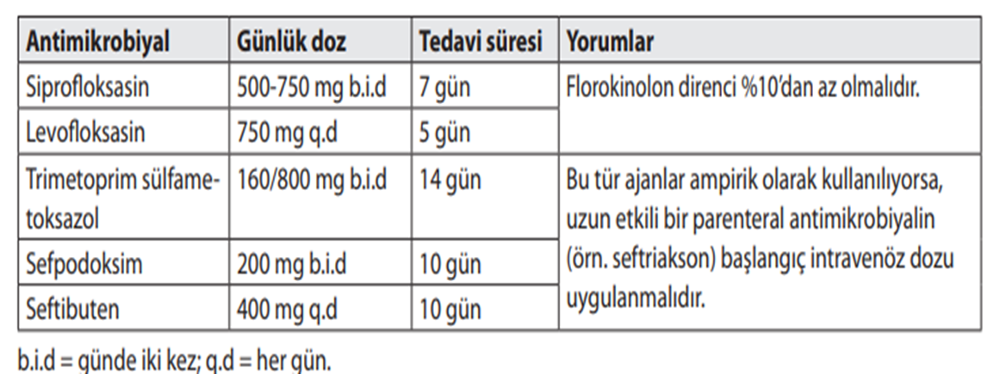 Antimikrobiyal Günlük doz Tedavi süresi Yorumlar
Siprofloksasin 500-750 mg b.i.d 7 gün Florokinolon direnci %10’dan az olmalıdır.
Levofloksasin 750 mg q.d 5 gün
Trimetoprim sülfame- 160/800 mg b.i.d 14 gün Bu tür ajanlar ampirik olarak kullanılıyorsa,
toksazol uzun etkili bir parenteral antimikrobiyalin
Sefpodoksim 200 mg b.i.d 10 gün (örn. seftriakson) başlangıç intravenöz dozu
Seftibuten 400 mg q.d 10 gün uygulanmalıdır.
b.i.d = günde iki kez; q.d = her gün.